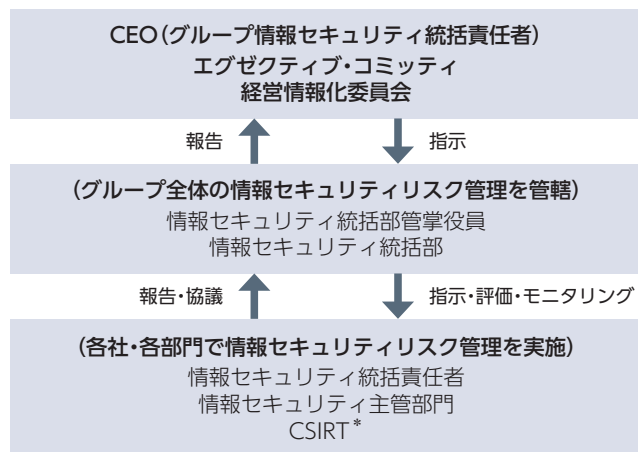 CEO(グループ情報セキュリティ統括責任者)
エグゼクティブ・コミッティ
経営情報化委員会
報告
指示
(グループ全体の情報セキュリティリスク管理を管轄)
情報セキュリティ統括部管掌役員
情報セキュリティ統括部
報告・協議
指示・評価・モニタリング
(各社・各部門で情報セキュリティリスク管理を実施)
情報セキュリティ統括責任者
情報セキュリティ主管部門
CSIRT*